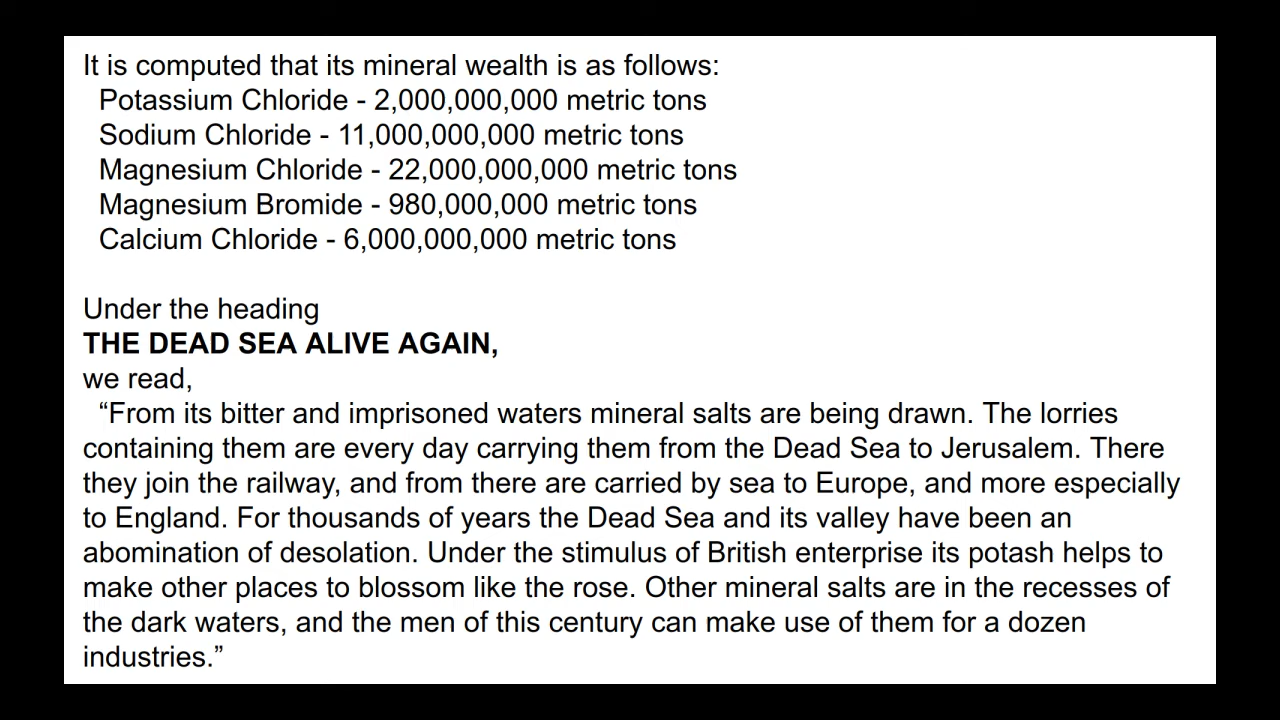 It is computed that its mineral wealth is as follows:
Potassium Chloride - 2,000,000,000 metric tons
Sodium Chloride - 11,000,000,000 metric tons
Magnesium Chloride - 22,000,000,000 metric tons
Magnesium Bromide - 980,000,000 metric tons
Calcium Chloride - 6,000,000,000 metric tons
Under the heading
THE DEAD SEA ALIVE AGAIN,
we read,
“From its bitter and imprisoned waters mineral salts are being drawn. The lorries
containing them are every day carrying them from the Dead Sea to Jerusalem. There
they join the railway, and from there are carried by sea to Europe, and more especially
to England. For thousands of years the Dead Sea and its valley have been an
abomination of desolation. Under the stimulus of British enterprise its potash helps to
make other places to blossom like the rose. Other mineral salts are in the recesses of
the dark waters, and the men of this century can make use of them for a dozen
industries.”